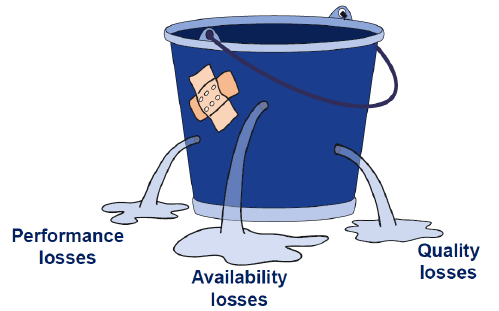 Performance
losses
Availability
losses
Quality
losses